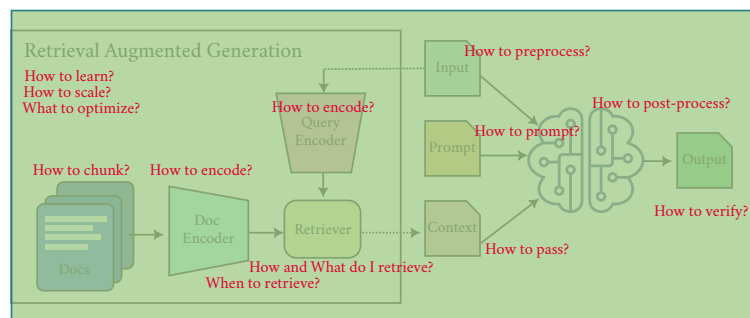 Retrieval Augmented Generation
How to learn?
How to scale?
What to optimize?
How to encode?
Query
Encoder
How to chunk?
Docs
How to encode?
Doc
Encoder
Retriever
How and What do I retrieve?
When to retrieve?
How to preprocess?
Input
How to prompt?
Prompt
Context
How to pass?
How to post-process?
Output
How to verify?